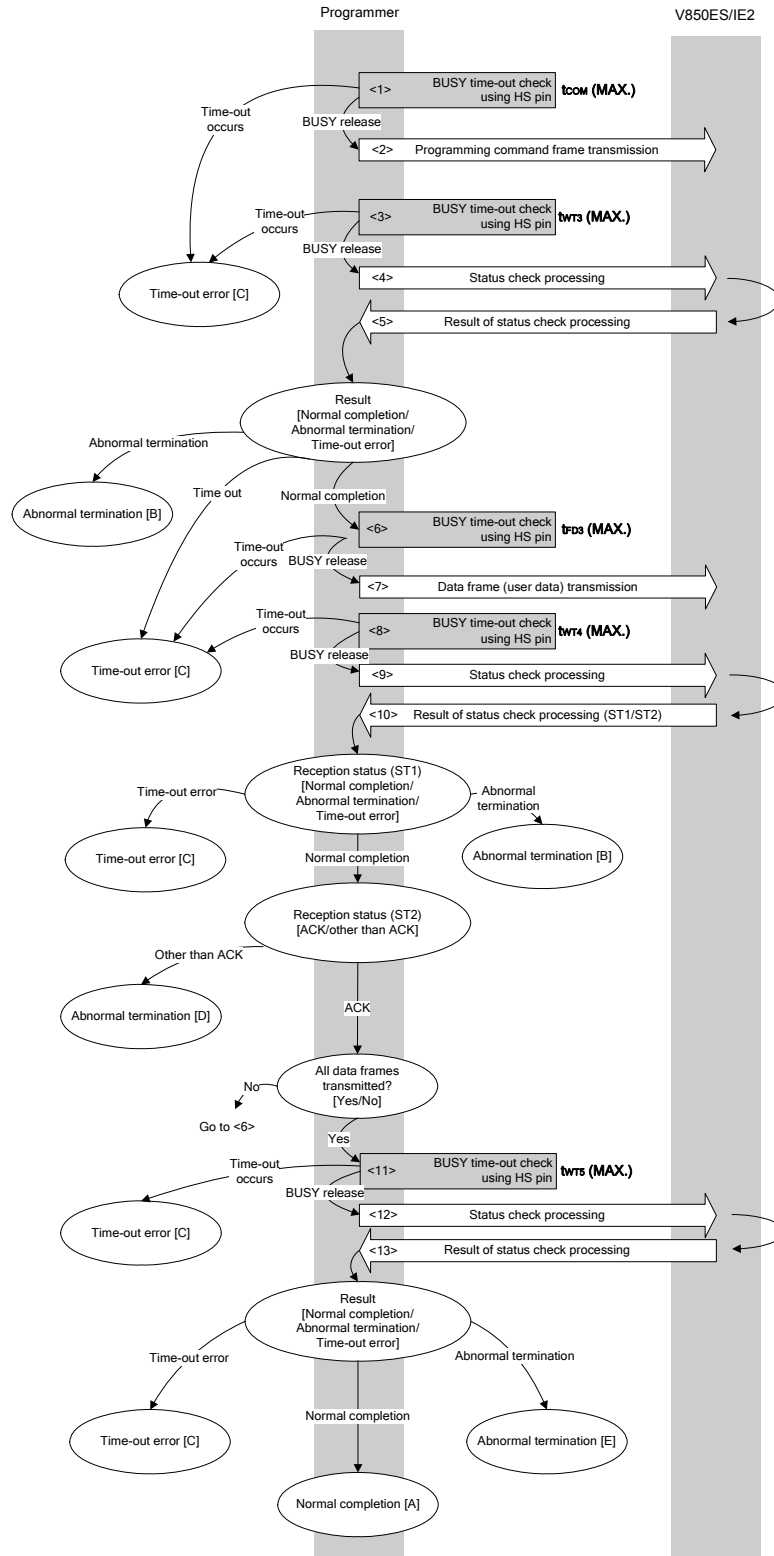 Programmer
V850ES/IE2
<1>
BUSY time-out check
using HS pin
tCOM (MAX.)
Time-out
occurs
BUSY release
<2> Programming command frame transmission
<3>
BUSY time-out check
using HS pin
tWT3 (MAX.)
Time-out
occurs
BUSY release
<4> Status check processing
Time-out error [C]
<5> Result of status check processing
Result
[Normal completion/
Abnormal termination/
Time-out error]
Abnormal termination
Abnormal termination [B]
Time out
Normal completion
<6>
BUSY time-out check
using HS pin
tFD3 (MAX.)
Time-out
occurs
BUSY release
<7> Data frame (user data) transmission
<8>
BUSY time-out check
using HS pin
tWT4 (MAX.)
Time-out
occurs
BUSY release
Time-out error [C]
<9> Status check processing
<10> Result of status check processing (ST1/ST2)
Reception status (ST1)
[Normal completion/
Abnormal termination/
Time-out error]
Time-out error
Abnormal
termination
Time-out error [C]
Abnormal termination [B]
Normal completion
Reception status (ST2)
[ACK/other than ACK]
Other than ACK
Abnormal termination [D]
ACK
All data frames
transmitted?
[Yes/No]
No
Go to <6>
Yes
<11>
BUSY time-out check
using HS pin
tWT5 (MAX.)
Time-out
occurs
BUSY release
<12> Status check processing
Time-out error [C]
<13> Result of status check processing
Result
[Normal completion/
Abnormal termination/
Time-out error]
Time-out error
Abnormal termination
Normal completion
Time-out error [C]
Abnormal termination [E]
Normal completion [A]